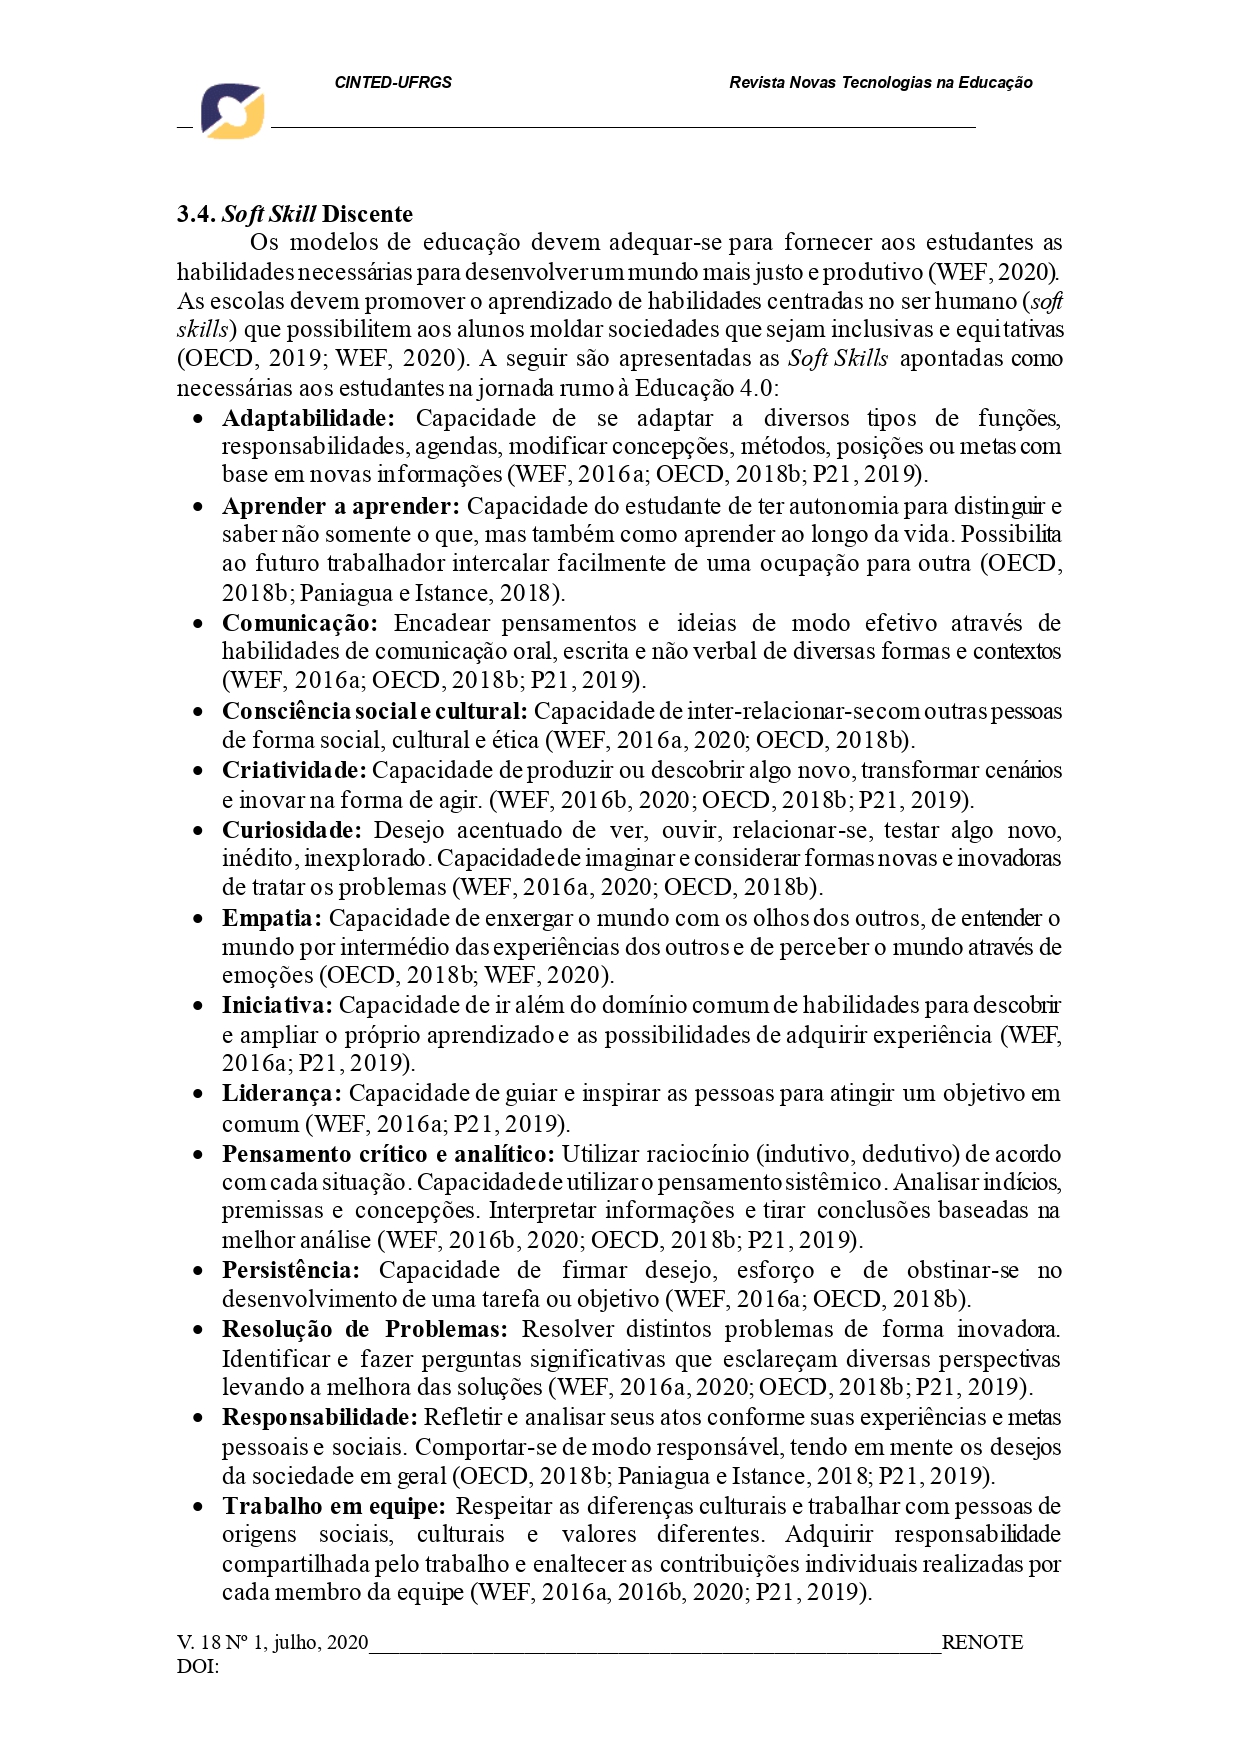 CINTED-UFRGS Revista Novas Tecnologias na Educação
3.4. Soft Skill Discente
Os modelos de educação devem adequar-se para fornecer aos estudantes as
habilidades necessárias para desenvolver um mundo mais justo e produtivo (WEF, 2020).
As escolas devem promover o aprendizado de habilidades centradas no ser humano (soft
skills) que possibilitem aos alunos moldar sociedades que sejam inclusivas e equitativas
(OECD, 2019; WEF, 2020). A seguir são apresentadas as Soft Skills apontadas como
necessárias aos estudantes na jornada rumo à Educação 4.0:
• Adaptabilidade: Capacidade de se adaptar a diversos tipos de funções,
responsabilidades, agendas, modificar concepções, métodos, posições ou metas com
base em novas informações (WEF, 2016a; OECD, 2018b; P21, 2019).
• Aprender a aprender: Capacidade do estudante de ter autonomia para distinguir e
saber não somente o que, mas também como aprender ao longo da vida. Possibilita
ao futuro trabalhador intercalar facilmente de uma ocupação para outra (OECD,
2018b; Paniagua e Istance, 2018).
• Comunicação: Encadear pensamentos e ideias de modo efetivo através de
habilidades de comunicação oral, escrita e não verbal de diversas formas e contextos
(WEF, 2016a; OECD, 2018b; P21, 2019).
• Consciência social e cultural: Capacidade de inter-relacionar-se com outras pessoas
de forma social, cultural e ética (WEF, 2016a, 2020; OECD, 2018b).
• Criatividade: Capacidade de produzir ou descobrir algo novo, transformar cenários
e inovar na forma de agir. (WEF, 2016b, 2020; OECD, 2018b; P21, 2019).
• Curiosidade: Desejo acentuado de ver, ouvir, relacionar-se, testar algo novo,
inédito, inexplorado. Capacidade de imaginar e considerar formas novas e inovadoras
de tratar os problemas (WEF, 2016a, 2020; OECD, 2018b).
• Empatia: Capacidade de enxergar o mundo com os olhos dos outros, de entender o
mundo por intermédio das experiências dos outros e de perceber o mundo através de
emoções (OECD, 2018b; WEF, 2020).
• Iniciativa: Capacidade de ir além do domínio comum de habilidades para descobrir
e ampliar o próprio aprendizado e as possibilidades de adquirir experiência (WEF,
2016a; P21, 2019).
• Liderança: Capacidade de guiar e inspirar as pessoas para atingir um objetivo em
comum (WEF, 2016a; P21, 2019).
• Pensamento crítico e analítico: Utilizar raciocínio (indutivo, dedutivo) de acordo
com cada situação. Capacidade de utilizar o pensamento sistêmico. Analisar indícios,
premissas e concepções. Interpretar informações e tirar conclusões baseadas na
melhor análise (WEF, 2016b, 2020; OECD, 2018b; P21, 2019).
• Persistência: Capacidade de firmar desejo, esforço e de obstinar-se no
desenvolvimento de uma tarefa ou objetivo (WEF, 2016a; OECD, 2018b).
• Resolução de Problemas: Resolver distintos problemas de forma inovadora.
Identificar e fazer perguntas significativas que esclareçam diversas perspectivas
levando a melhora das soluções (WEF, 2016a, 2020; OECD, 2018b; P21, 2019).
• Responsabilidade: Refletir e analisar seus atos conforme suas experiências e metas
pessoais e sociais. Comportar-se de modo responsável, tendo em mente os desejos
da sociedade em geral (OECD, 2018b; Paniagua e Istance, 2018; P21, 2019).
• Trabalho em equipe: Respeitar as diferenças culturais e trabalhar com pessoas de
origens sociais, culturais e valores diferentes. Adquirir responsabilidade
compartilhada pelo trabalho e enaltecer as contribuições individuais realizadas por
cada membro da equipe (WEF, 2016a, 2016b, 2020; P21, 2019).
V. 18 Nº 1, julho, 2020_______________________________________________________RENOTE
DOI: